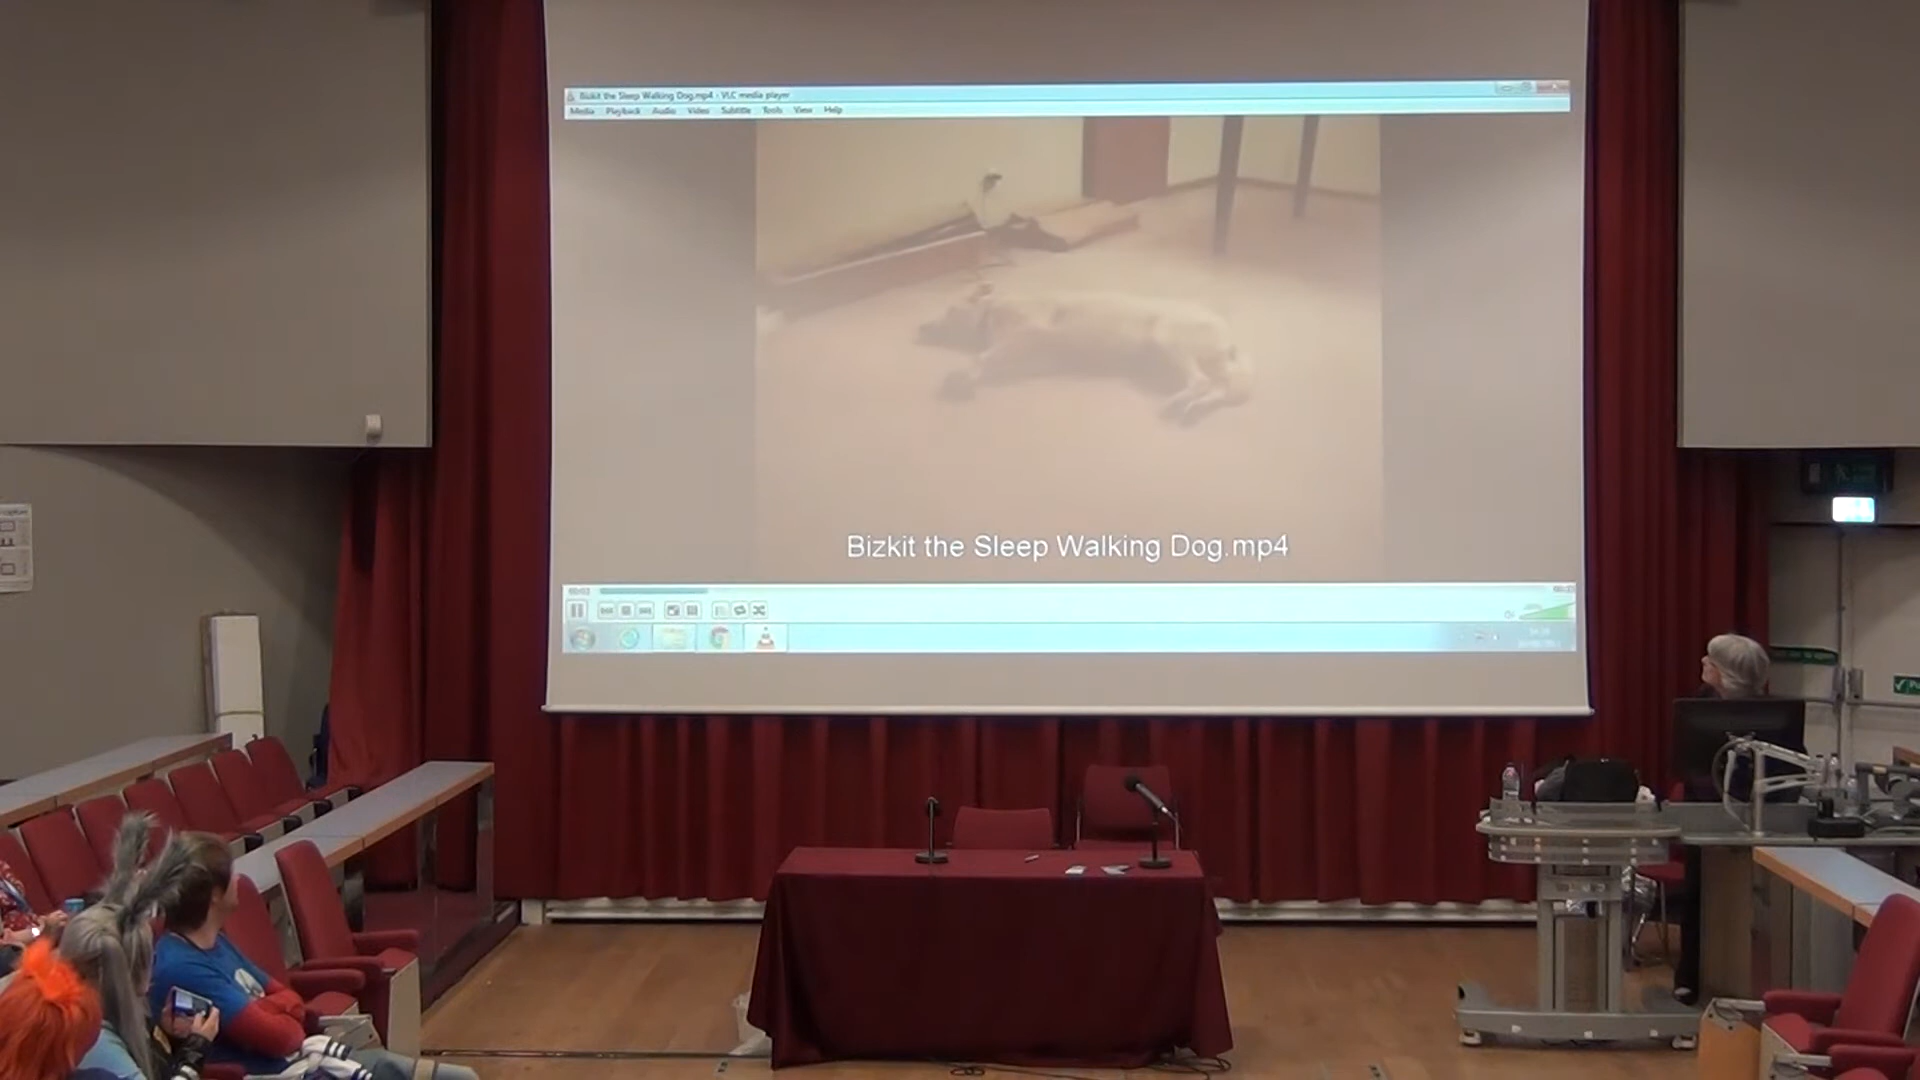 Bizkit the Sleep Walking Dog.mp4 - VLC media player
Media Playback Audio Video Subtitle Tools View Help
Bizkit the Sleep Walking Dog.mp4